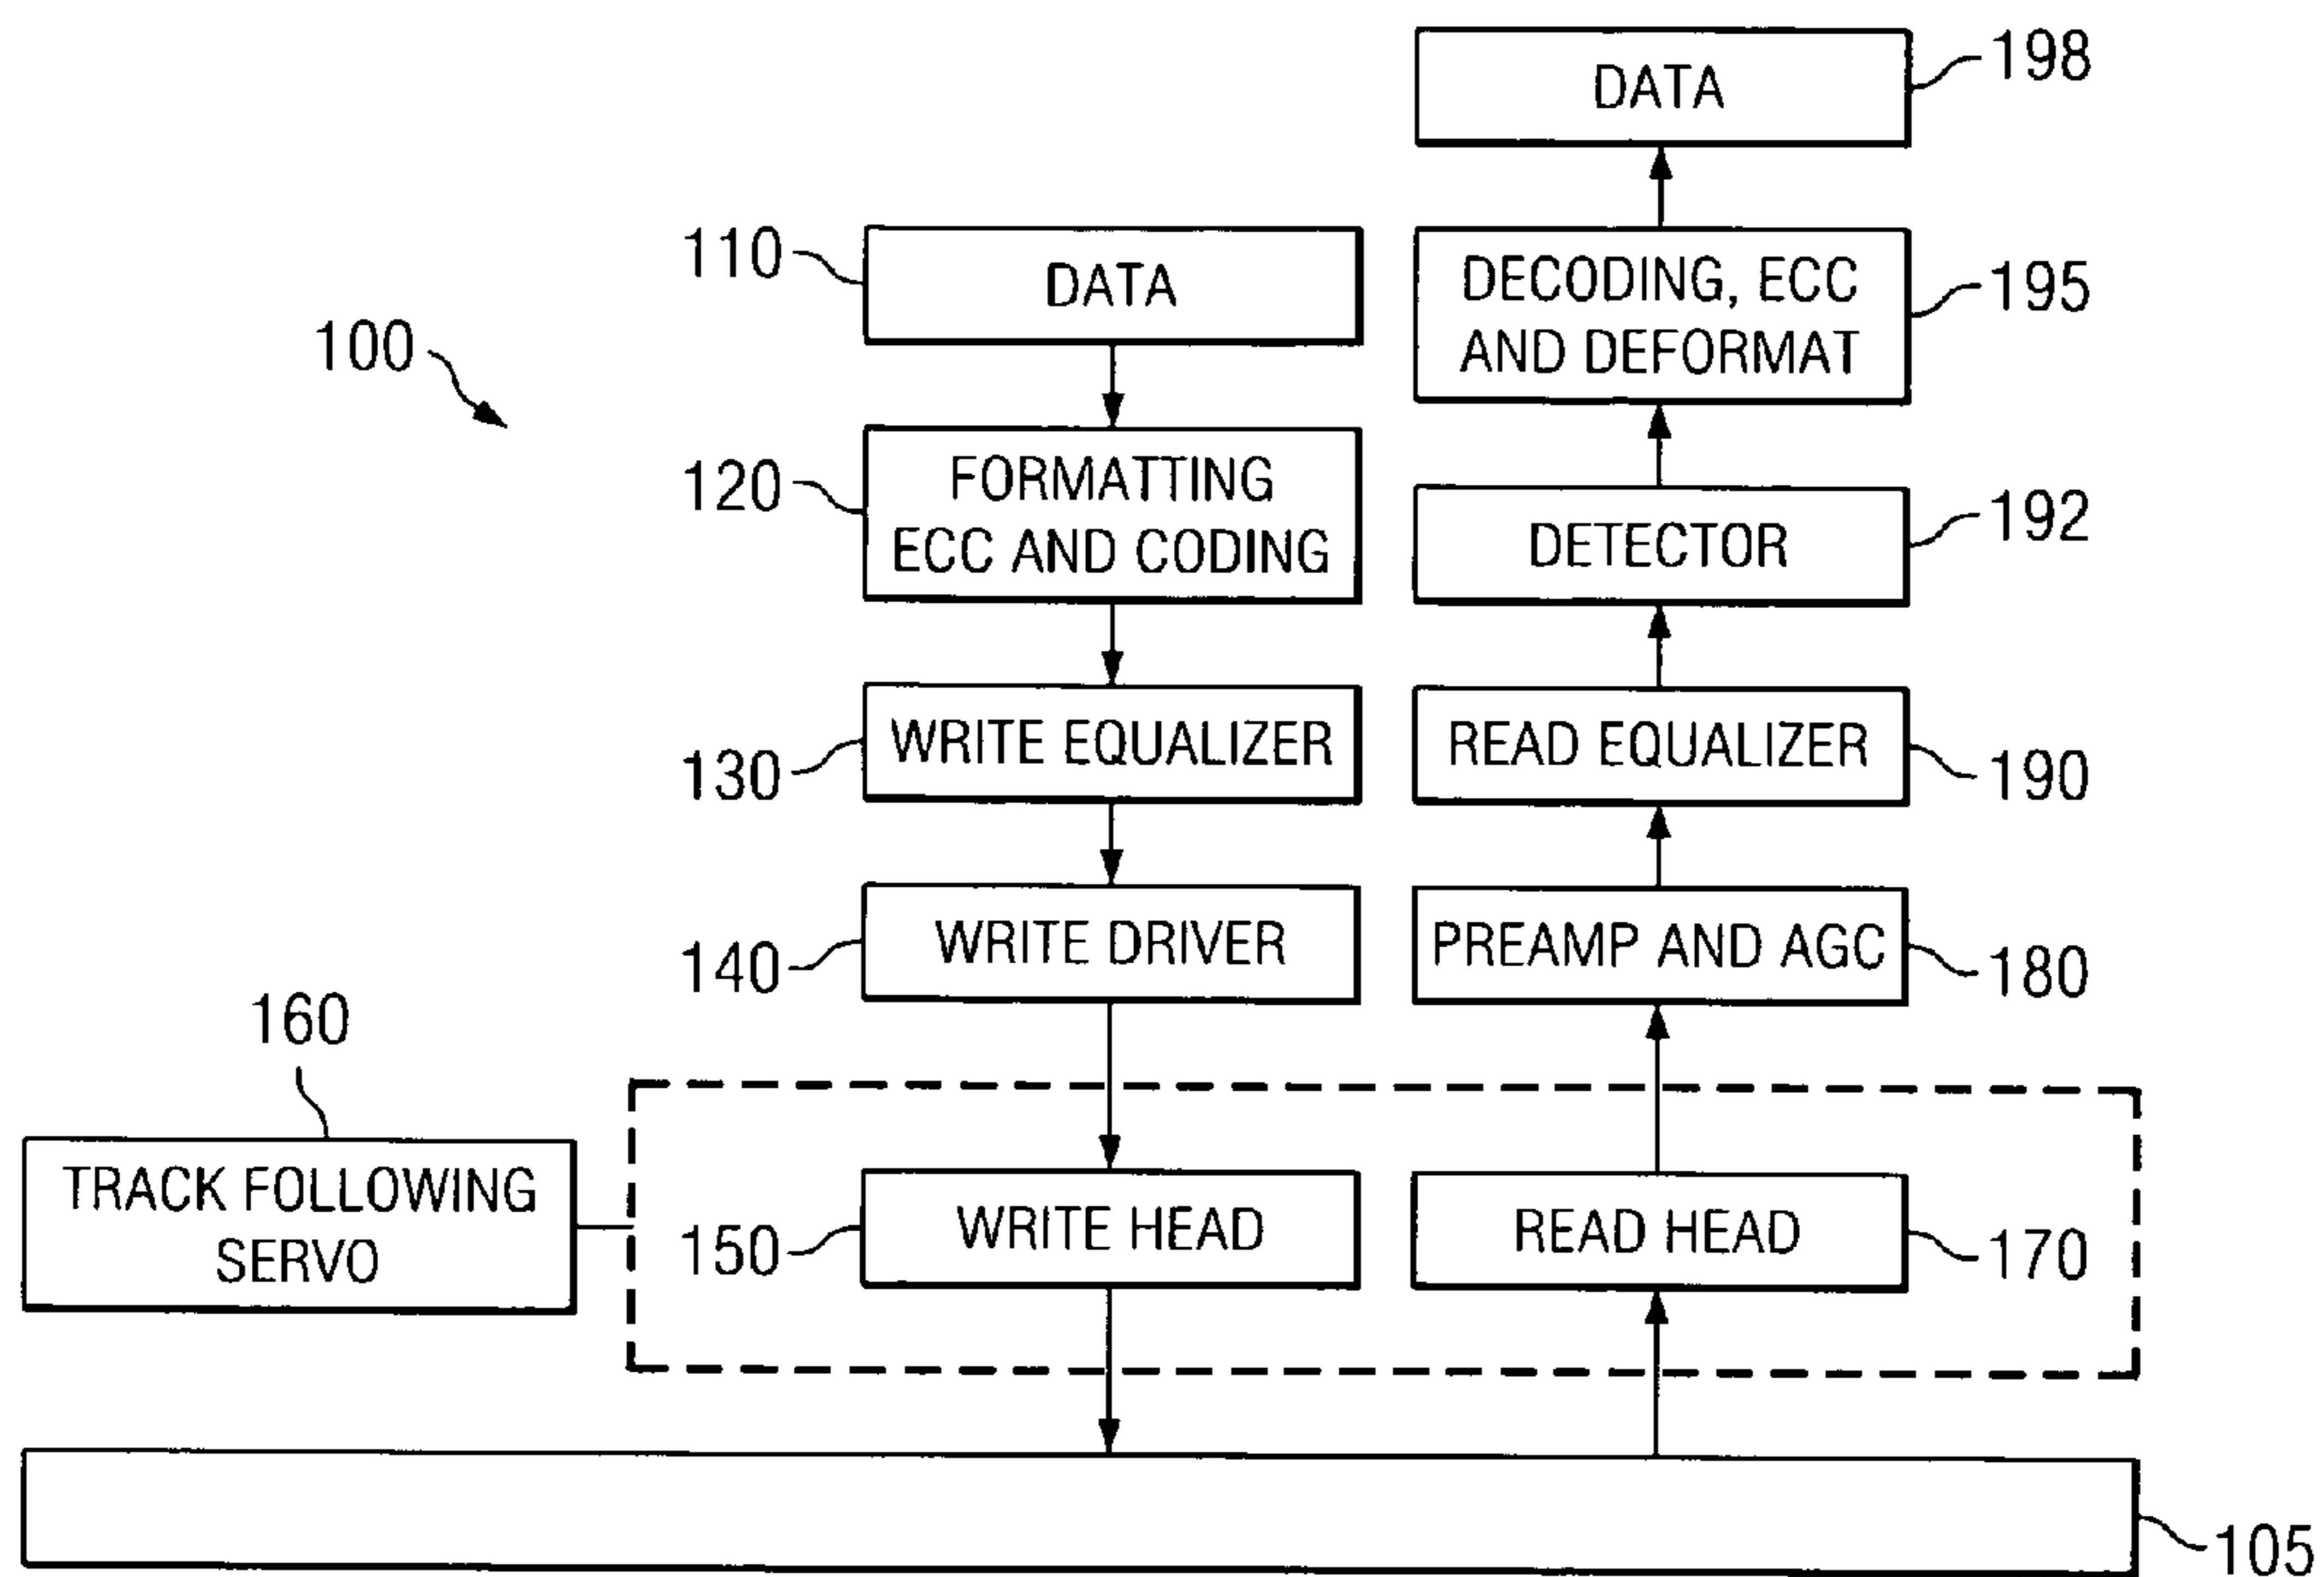 DATA
198
110
DATA
DECODING, ECC
AND DEFORMAT
195
100
120
FORMATTING
ECC AND CODING
DETECTOR
192
130
WRITE EQUALIZER
READ EQUALIZER
190
140
WRITE DRIVER
PREAMP AND AGC
180
160
TRACK FOLLOWING
SERVO
150
WRITE HEAD
READ HEAD
170
105